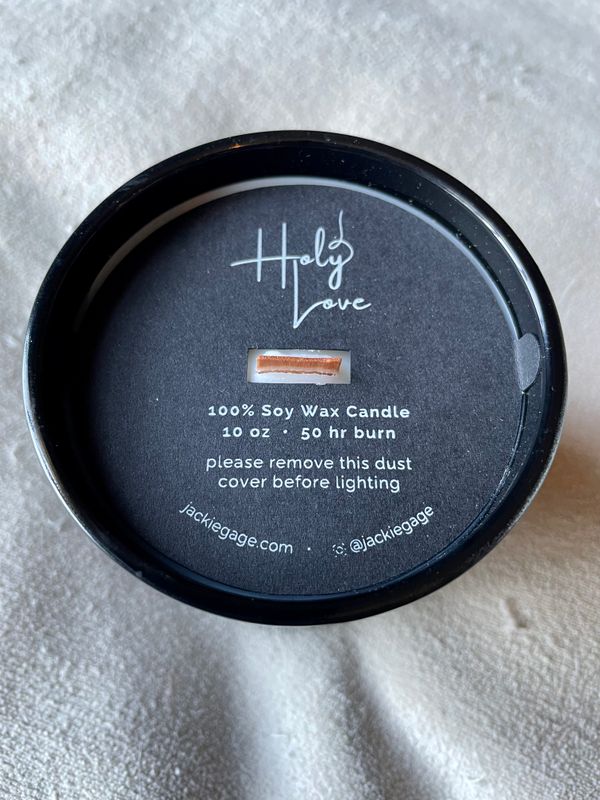 Holy
Love
100% Soy Wax Candle
10 oz • 50 hr burn
please remove this dust
cover before lighting
jackiegage.com • @jackiegage